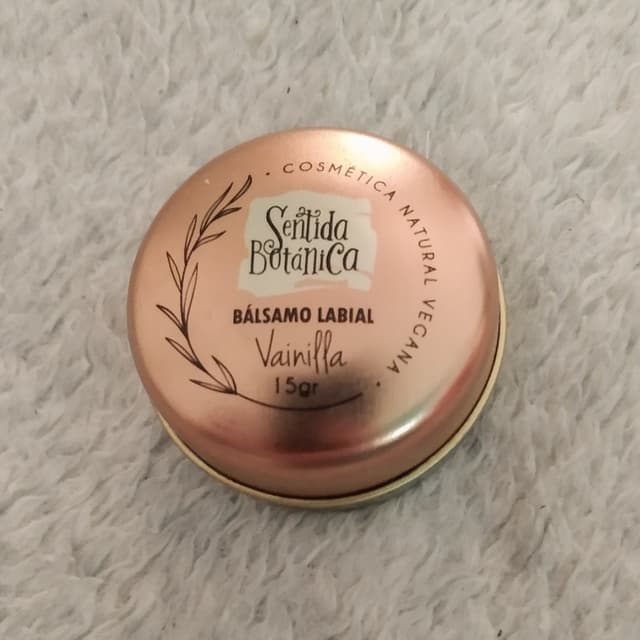 • COSMÉTICA NATURAL VEGANA •
Sentida
Botánica
BÁLSAMO LABIAL
Vainilla
15gr